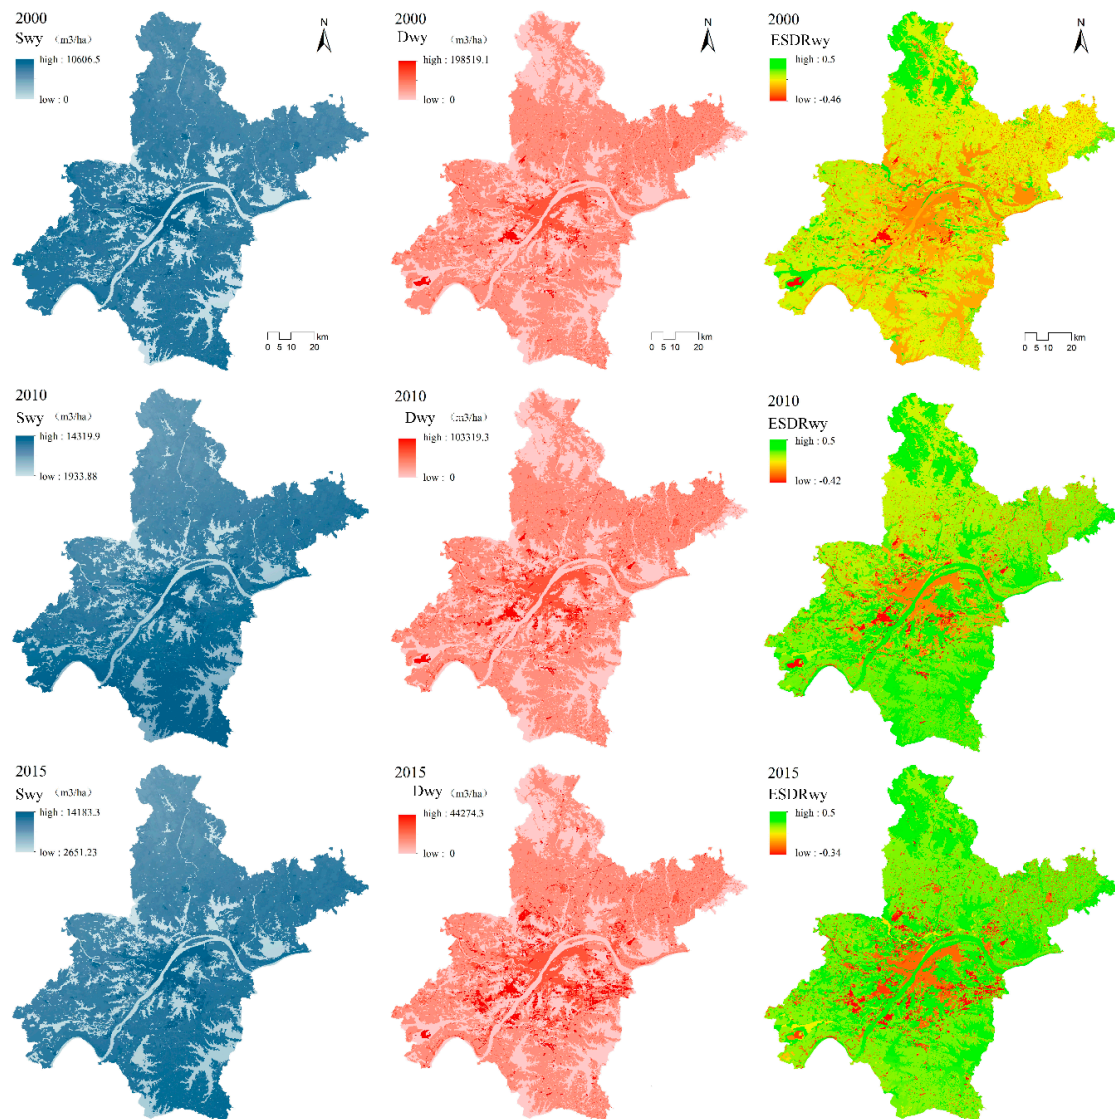 2000
Swy （m3/ha）
high : 10606.5
low : 0
N
0 5 10 20 km
2000
Dwy （m3/ha）
high : 198519.1
low : 0
N
0 5 10 20 km
2000
ESDRwy
high : 0.5
low : -0.46
N
0 5 10 20 km
2010
Swy （m3/ha）
high : 14319.9
low : 1933.88
2010
Dwy （m3/ha）
high : 103319.3
low : 0
2010
ESDRwy
high : 0.5
low : -0.42
2015
Swy （m3/ha）
high : 14183.3
low : 2651.23
2015
Dwy （m3/ha）
high : 44274.3
low : 0
2015
ESDRwy
high : 0.5
low : -0.34